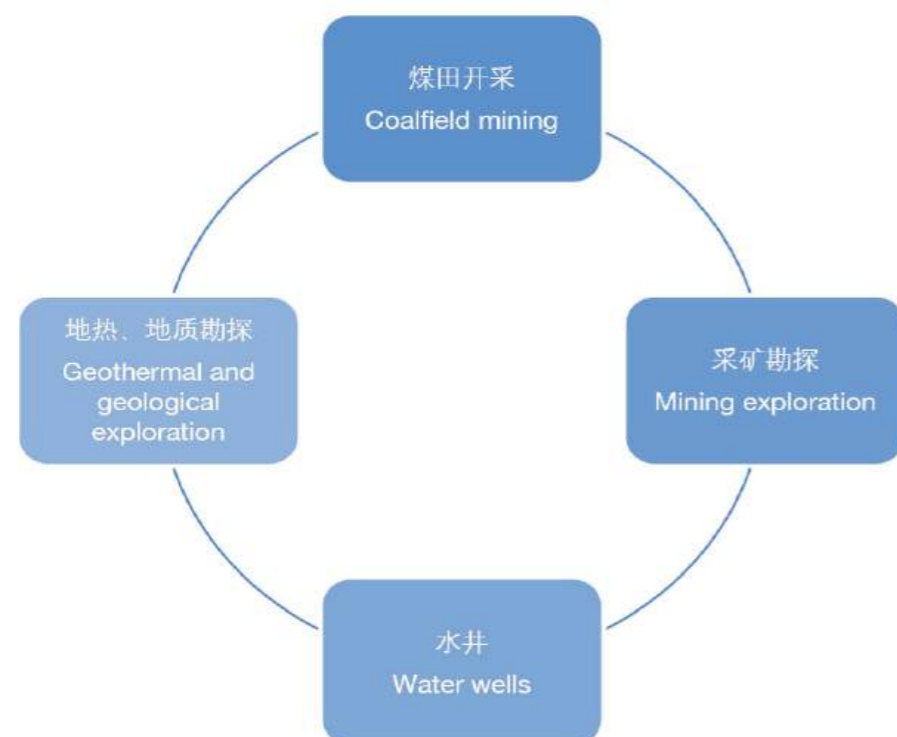 煤田开采
Coalfield mining
地热、地质勘探
Geothermal and
geological
exploration
采矿勘探
Mining exploration
水井
Water wells